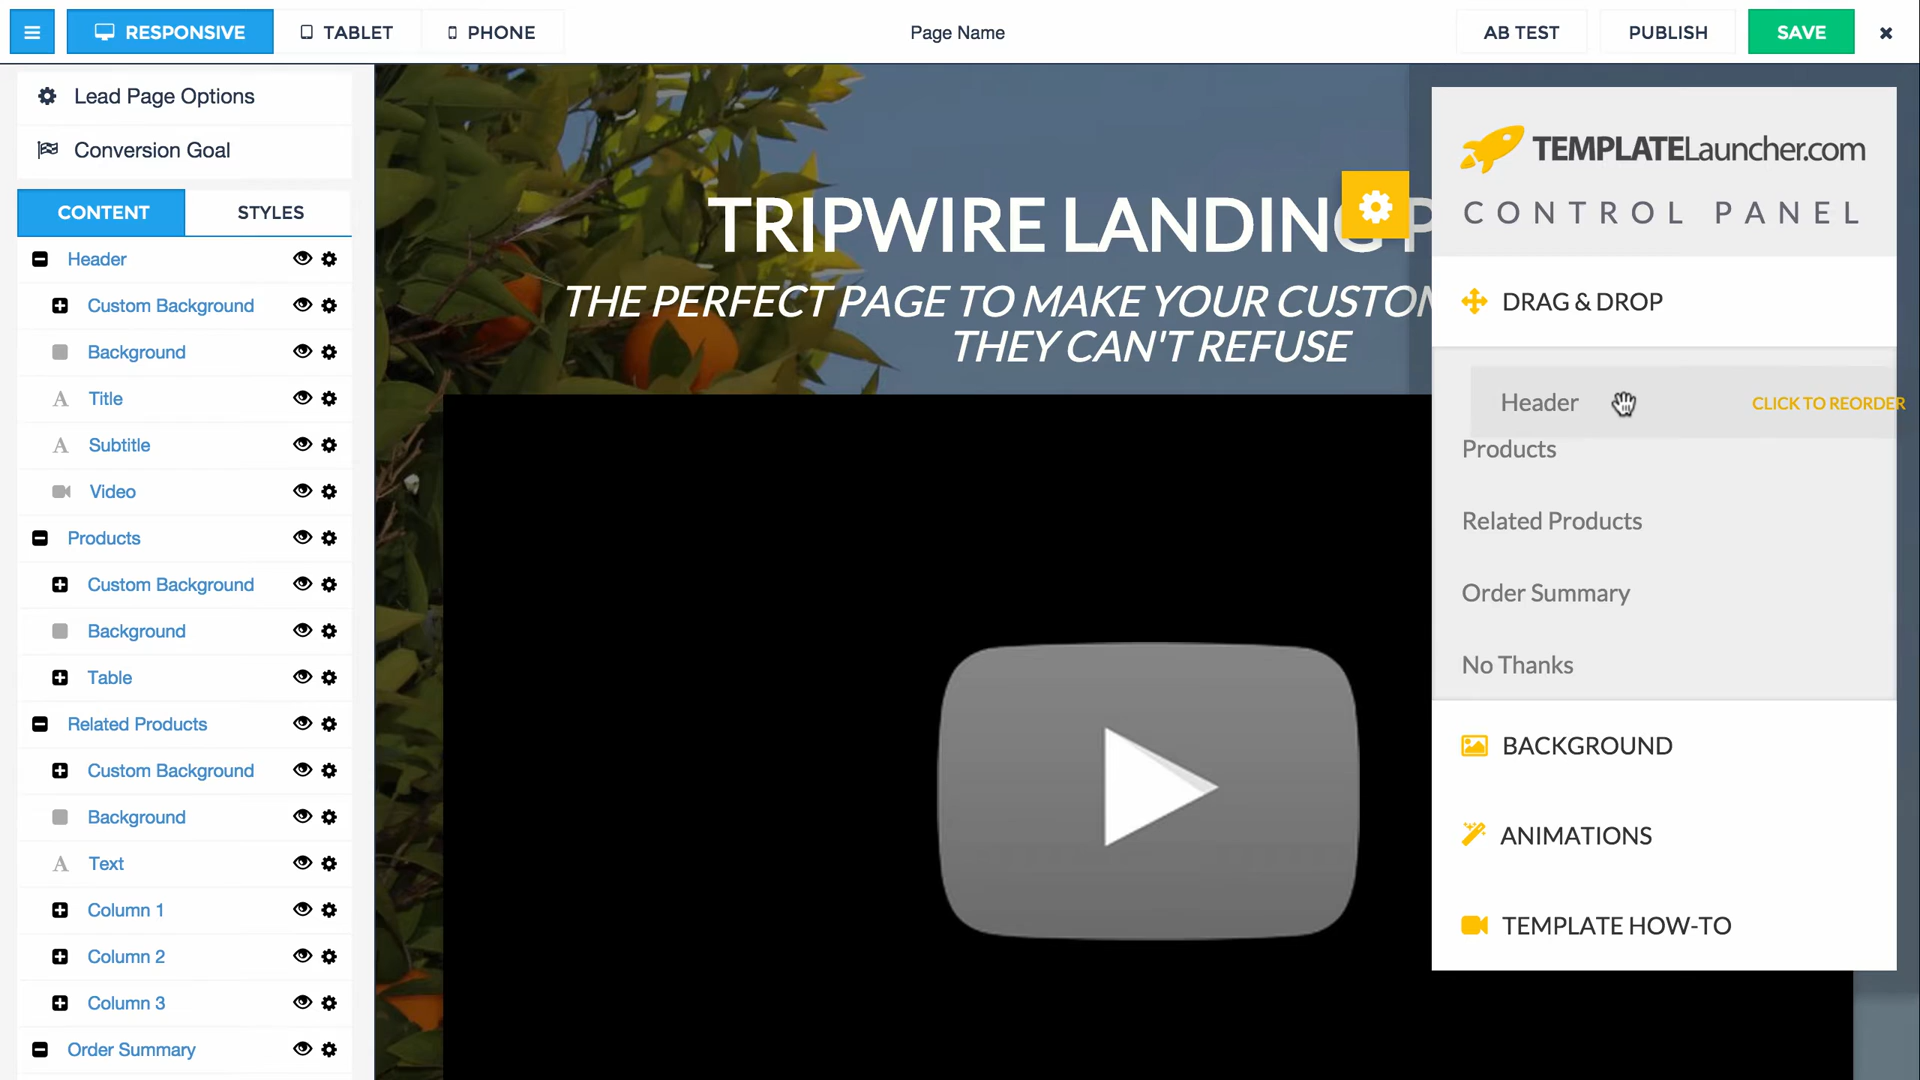 RESPONSIVE
TABLET
PHONE
Page Name
AB TEST
PUBLISH
SAVE
Lead Page Options
Conversion Goal
CONTENT
STYLES
Header
Custom Background
Background
Title
Subtitle
Video
Products
Custom Background
Background
Table
Related Products
Custom Background
Background
Text
Column 1
Column 2
Column 3
Order Summary
TRIPWIRE LANDING P
THE PERFECT PAGE TO MAKE YOUR CUSTOM
THEY CAN'T REFUSE
TEMPLATELauncher.com
CONTROL PANEL
DRAG & DROP
Header
CLICK TO REORDER
Products
Related Products
Order Summary
No Thanks
BACKGROUND
ANIMATIONS
TEMPLATE HOW-TO